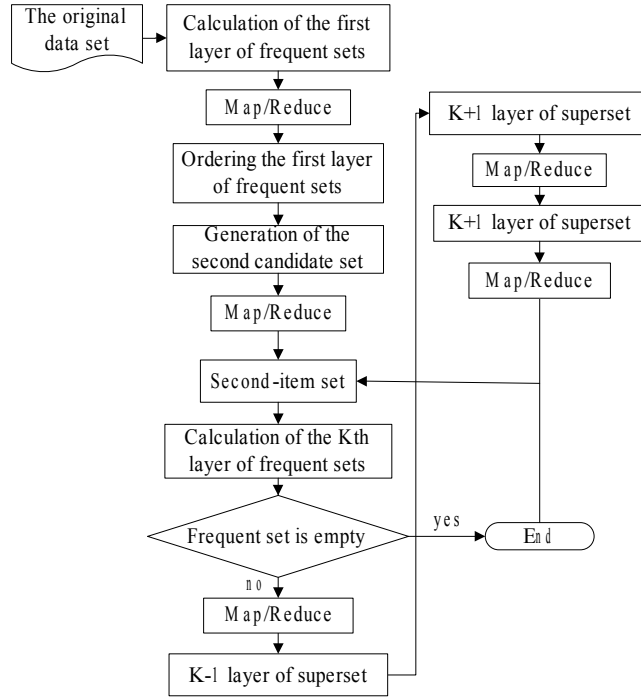 The original
data set
Calculation of the first
layer of frequent sets
Map/Reduce
Ordering the first layer
of frequent sets
Generation of the
second candidate set
Map/Reduce
Second-item set
Calculation of the Kth
layer of frequent sets
Frequent set is empty
yes
End
no
Map/Reduce
K-1 layer of superset
K+1 layer of superset
Map/Reduce
K+1 layer of superset
Map/Reduce